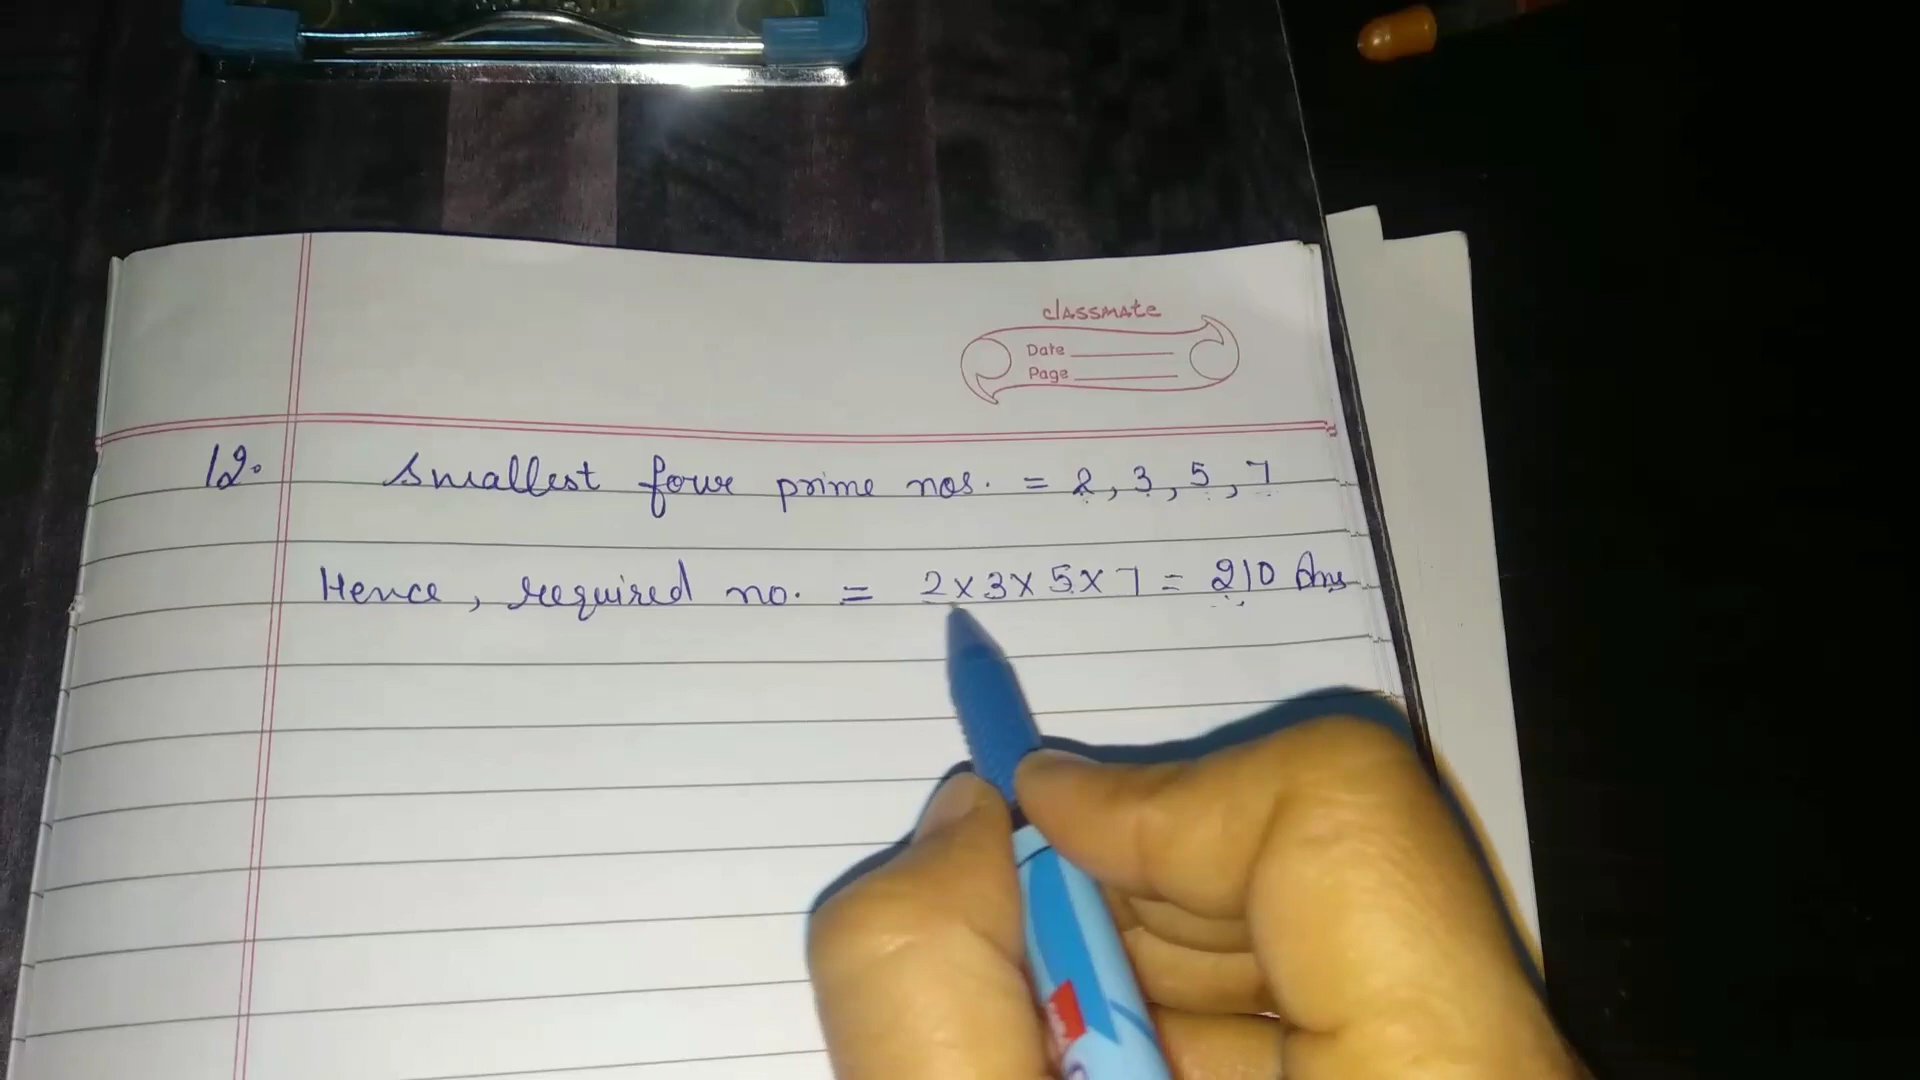 classmate
Date
Page
12. Smallest four prime nos. = 2, 3, 5, 7
Hence, required no. = 2×3×5×7 = 210 Ans